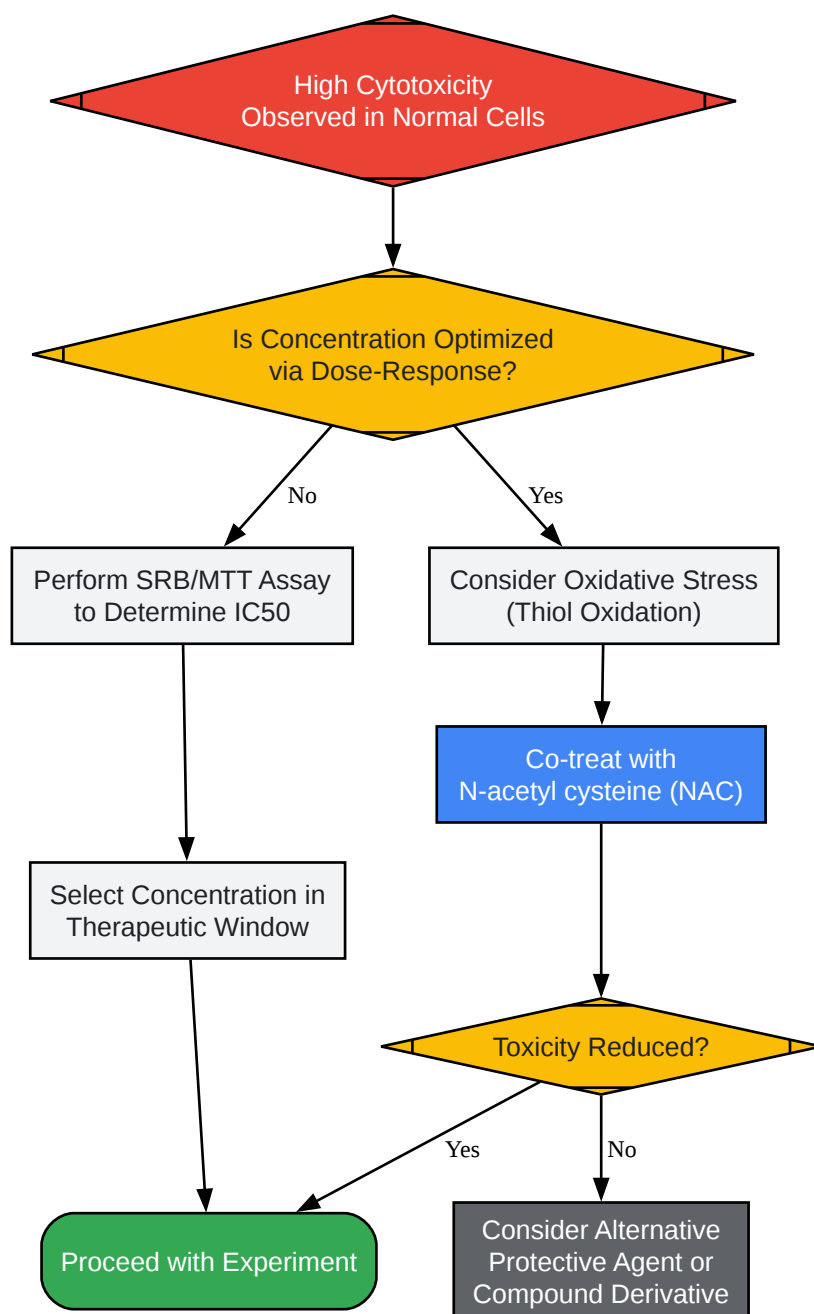 High Cytotoxicity
Observed in Normal Cells
Is Concentration Optimized
via Dose-Response?
No
Yes
Perform SRB/MTT Assay
to Determine IC50
Consider Oxidative Stress
(Thiol Oxidation)
Co-treat with
N-acetyl cysteine (NAC)
Select Concentration in
Therapeutic Window
Toxicity Reduced?
Yes
No
Proceed with Experiment
Consider Alternative
Protective Agent or
Compound Derivative